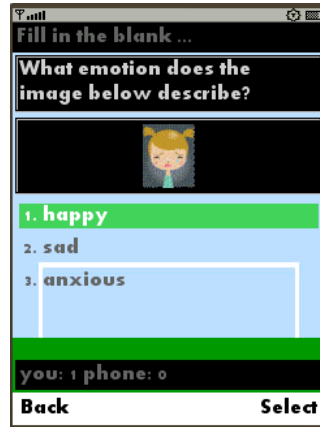 Fill in the blank ...
What emotion does the
image below describe?
1. happy
2. sad
3. anxious
you: 1 phone: 0
Back Select